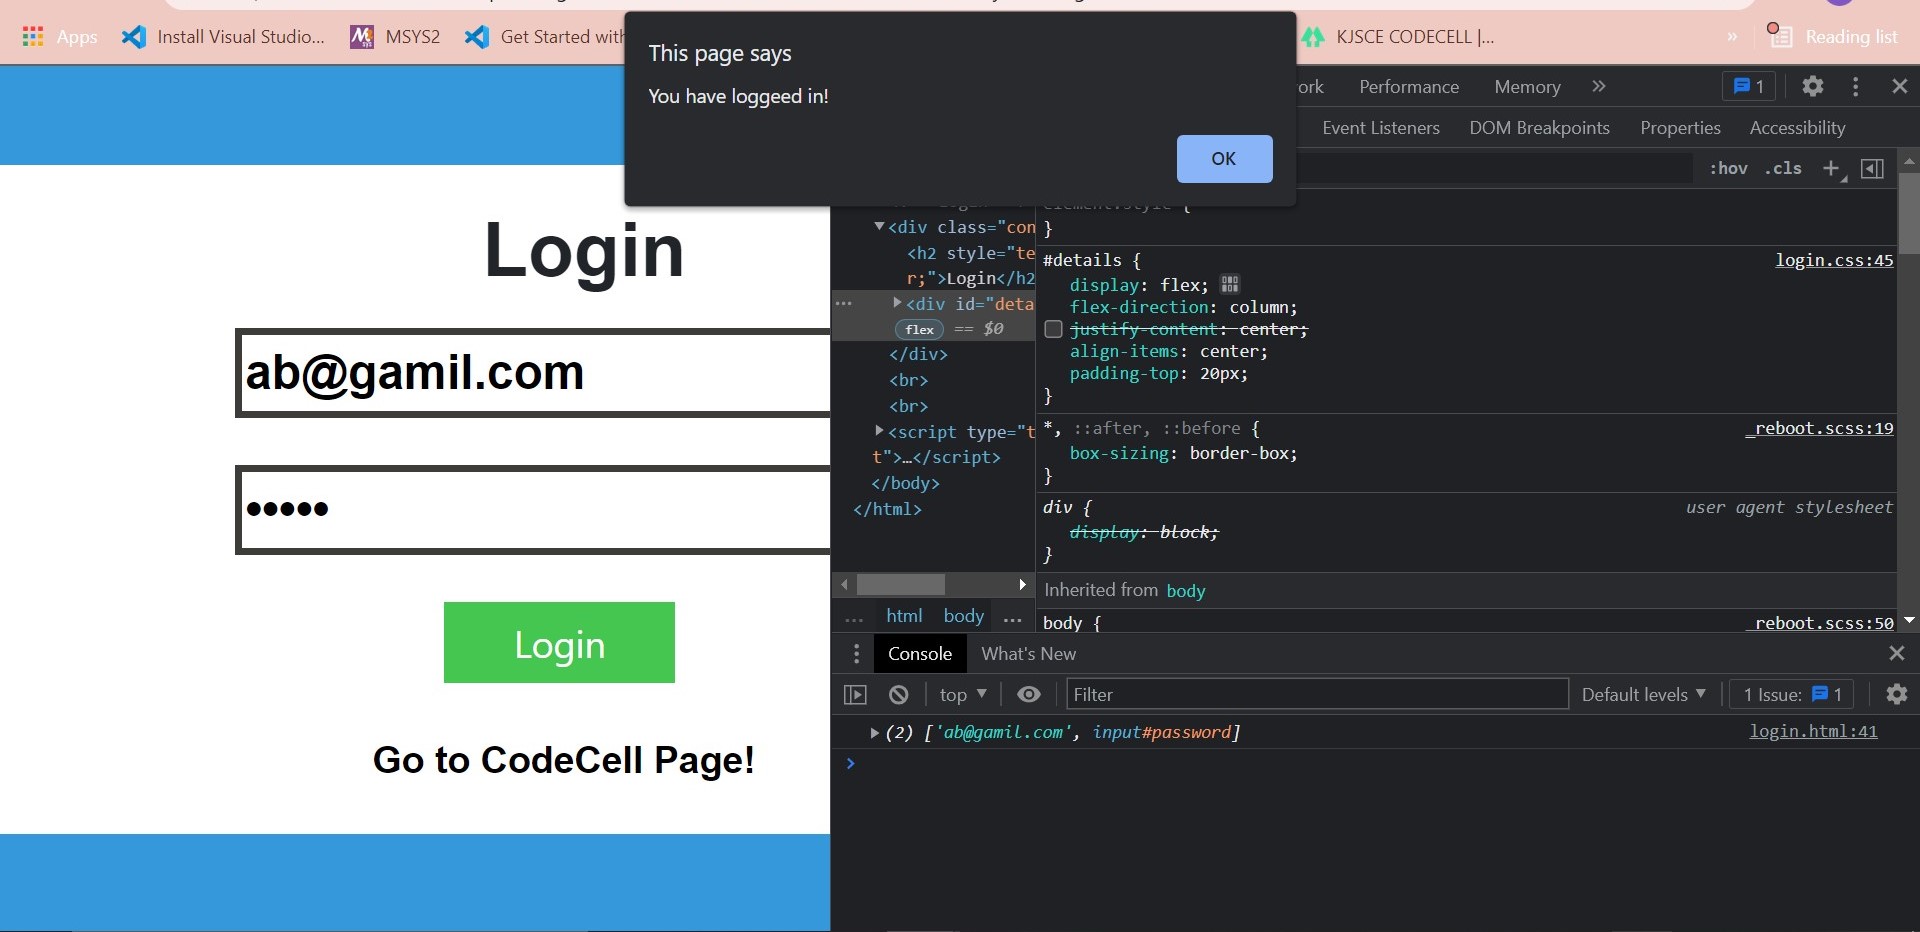 Apps
Install Visual Studio...
MSYS2
Get Started with
KJSCE CODECELL |...
»
Reading list
This page says
You have loggeed in!
OK
ork
Performance
Memory
1
Event Listeners
DOM Breakpoints
Properties
Accessibility
:hov
.cls
Login
ab@gamil.com
•••••
Login
Go to CodeCell Page!
<div class="con
<h2 style="te
r;">Login</h2
<div id="deta
flex == $0
</div>
<br>
<br>
<script type="t
t">…</script>
</body>
</html>
... html body ...
element.style {
}
#details { login.css:45
display: flex;
flex-direction: column;
justify-content: center;
align-items: center;
padding-top: 20px;
}
*, ::after, ::before { _reboot.scss:19
box-sizing: border-box;
}
div { user agent stylesheet
display: block;
}
Inherited from body
body { _reboot.scss:50
Console
What's New
top
Filter
Default levels
1 Issue: 1
(2) ['ab@gamil.com', input#password] login.html:41